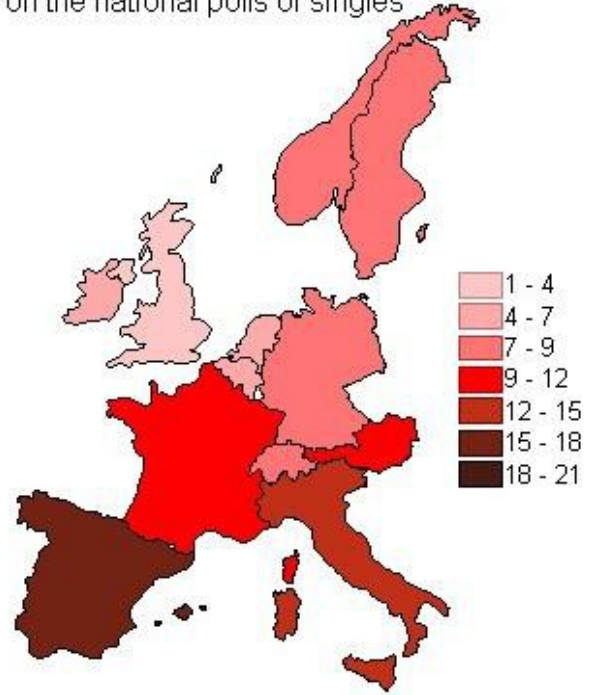 on the national polls of singles
1 - 4
4 - 7
7 - 9
9 - 12
12 - 15
15 - 18
18 - 21